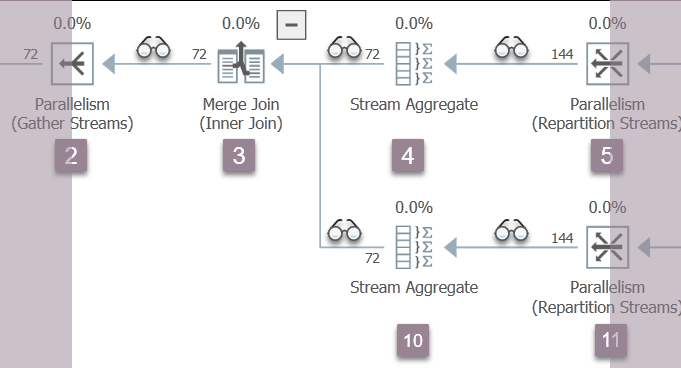 0.0% 0.0% 0.0% 0.0%
72 72 72 144
Parallelism Merge Join Stream Aggregate Parallelism
(Gather Streams) (Inner Join) (Repartition Streams)
2 3 4 5
0.0% 0.0%
72 144
Stream Aggregate Parallelism
(Repartition Streams)
10 11